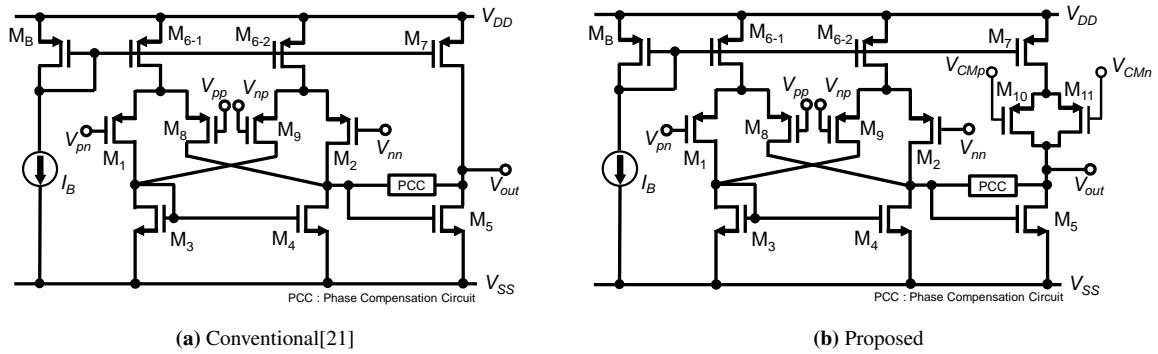 V_DD
M_B
M_6-1
M_6-2
M_7
V_pp
V_np
V_pn
M_1
M_8
M_9
M_2
V_nn
I_B
PCC
V_out
M_3
M_4
M_5
V_SS
PCC : Phase Compensation Circuit
(a) Conventional[21]
V_DD
M_B
M_6-1
M_6-2
M_7
V_CMp
V_CMn
M_10
M_11
V_pp
V_np
V_pn
M_1
M_8
M_9
M_2
V_nn
I_B
PCC
V_out
M_3
M_4
M_5
V_SS
PCC : Phase Compensation Circuit
(b) Proposed